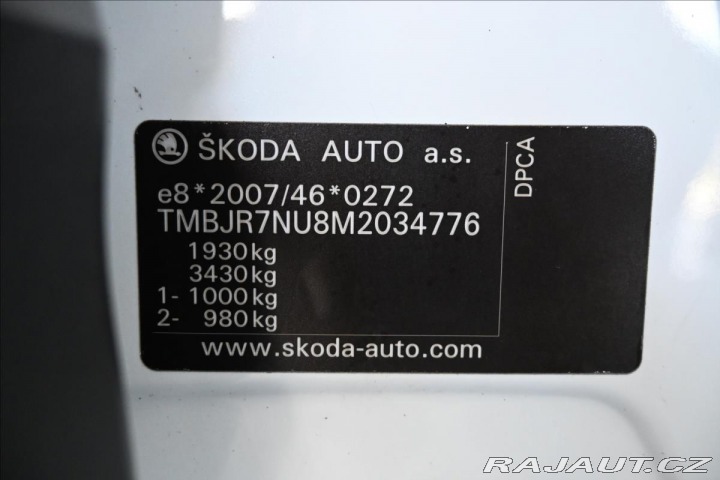 ŠKODA AUTO a.s.
e8*2007/46*0272
TMBJR7NU8M2034776
1930kg
3430kg
1- 1000kg
2- 980kg
www.skoda-auto.com
DPCA
RAJAUT.CZ